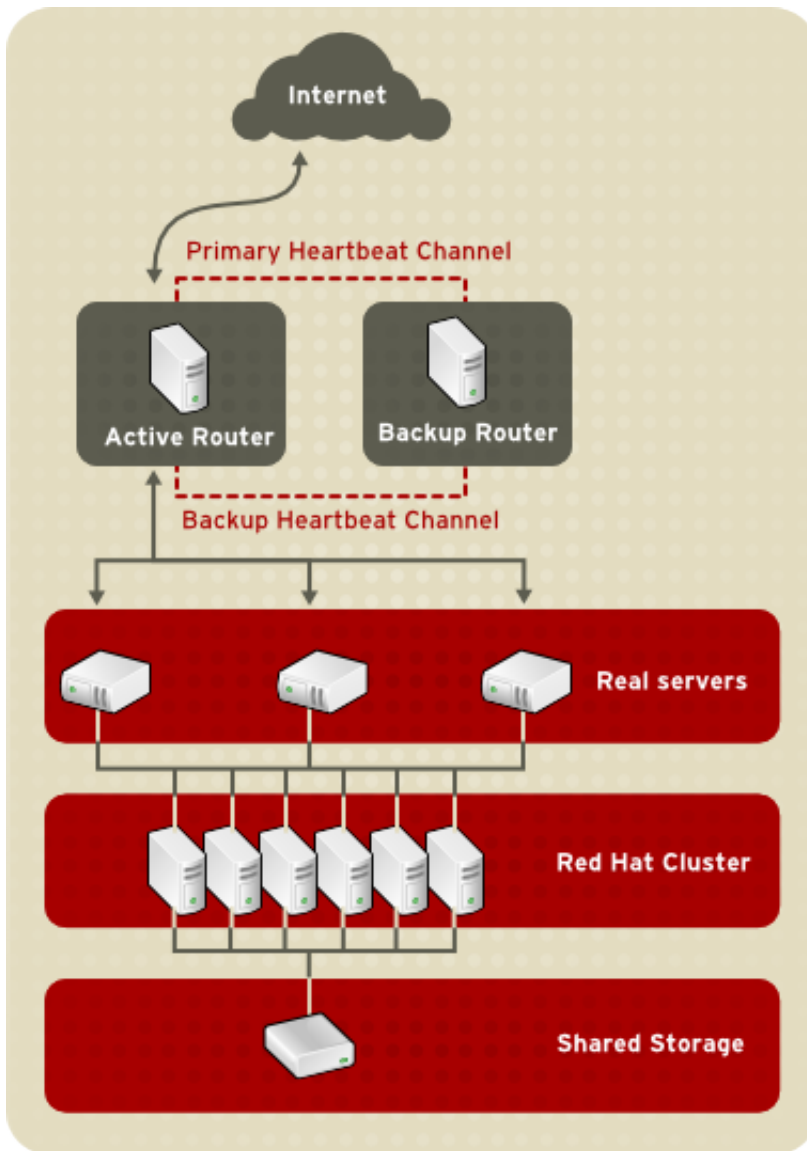 Internet
Primary Heartbeat Channel
Active Router
Backup Router
Backup Heartbeat Channel
Real servers
Red Hat Cluster
Shared Storage